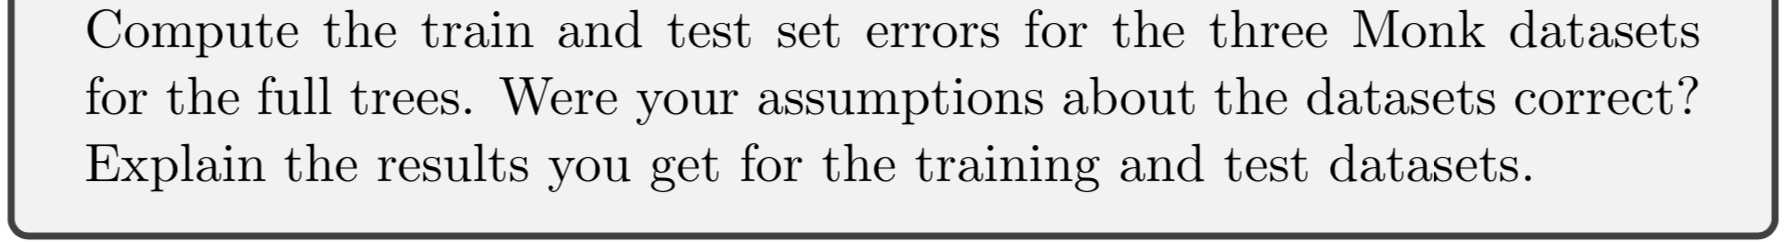 Compute the train and test set errors for the three Monk datasets
for the full trees. Were your assumptions about the datasets correct?
Explain the results you get for the training and test datasets.